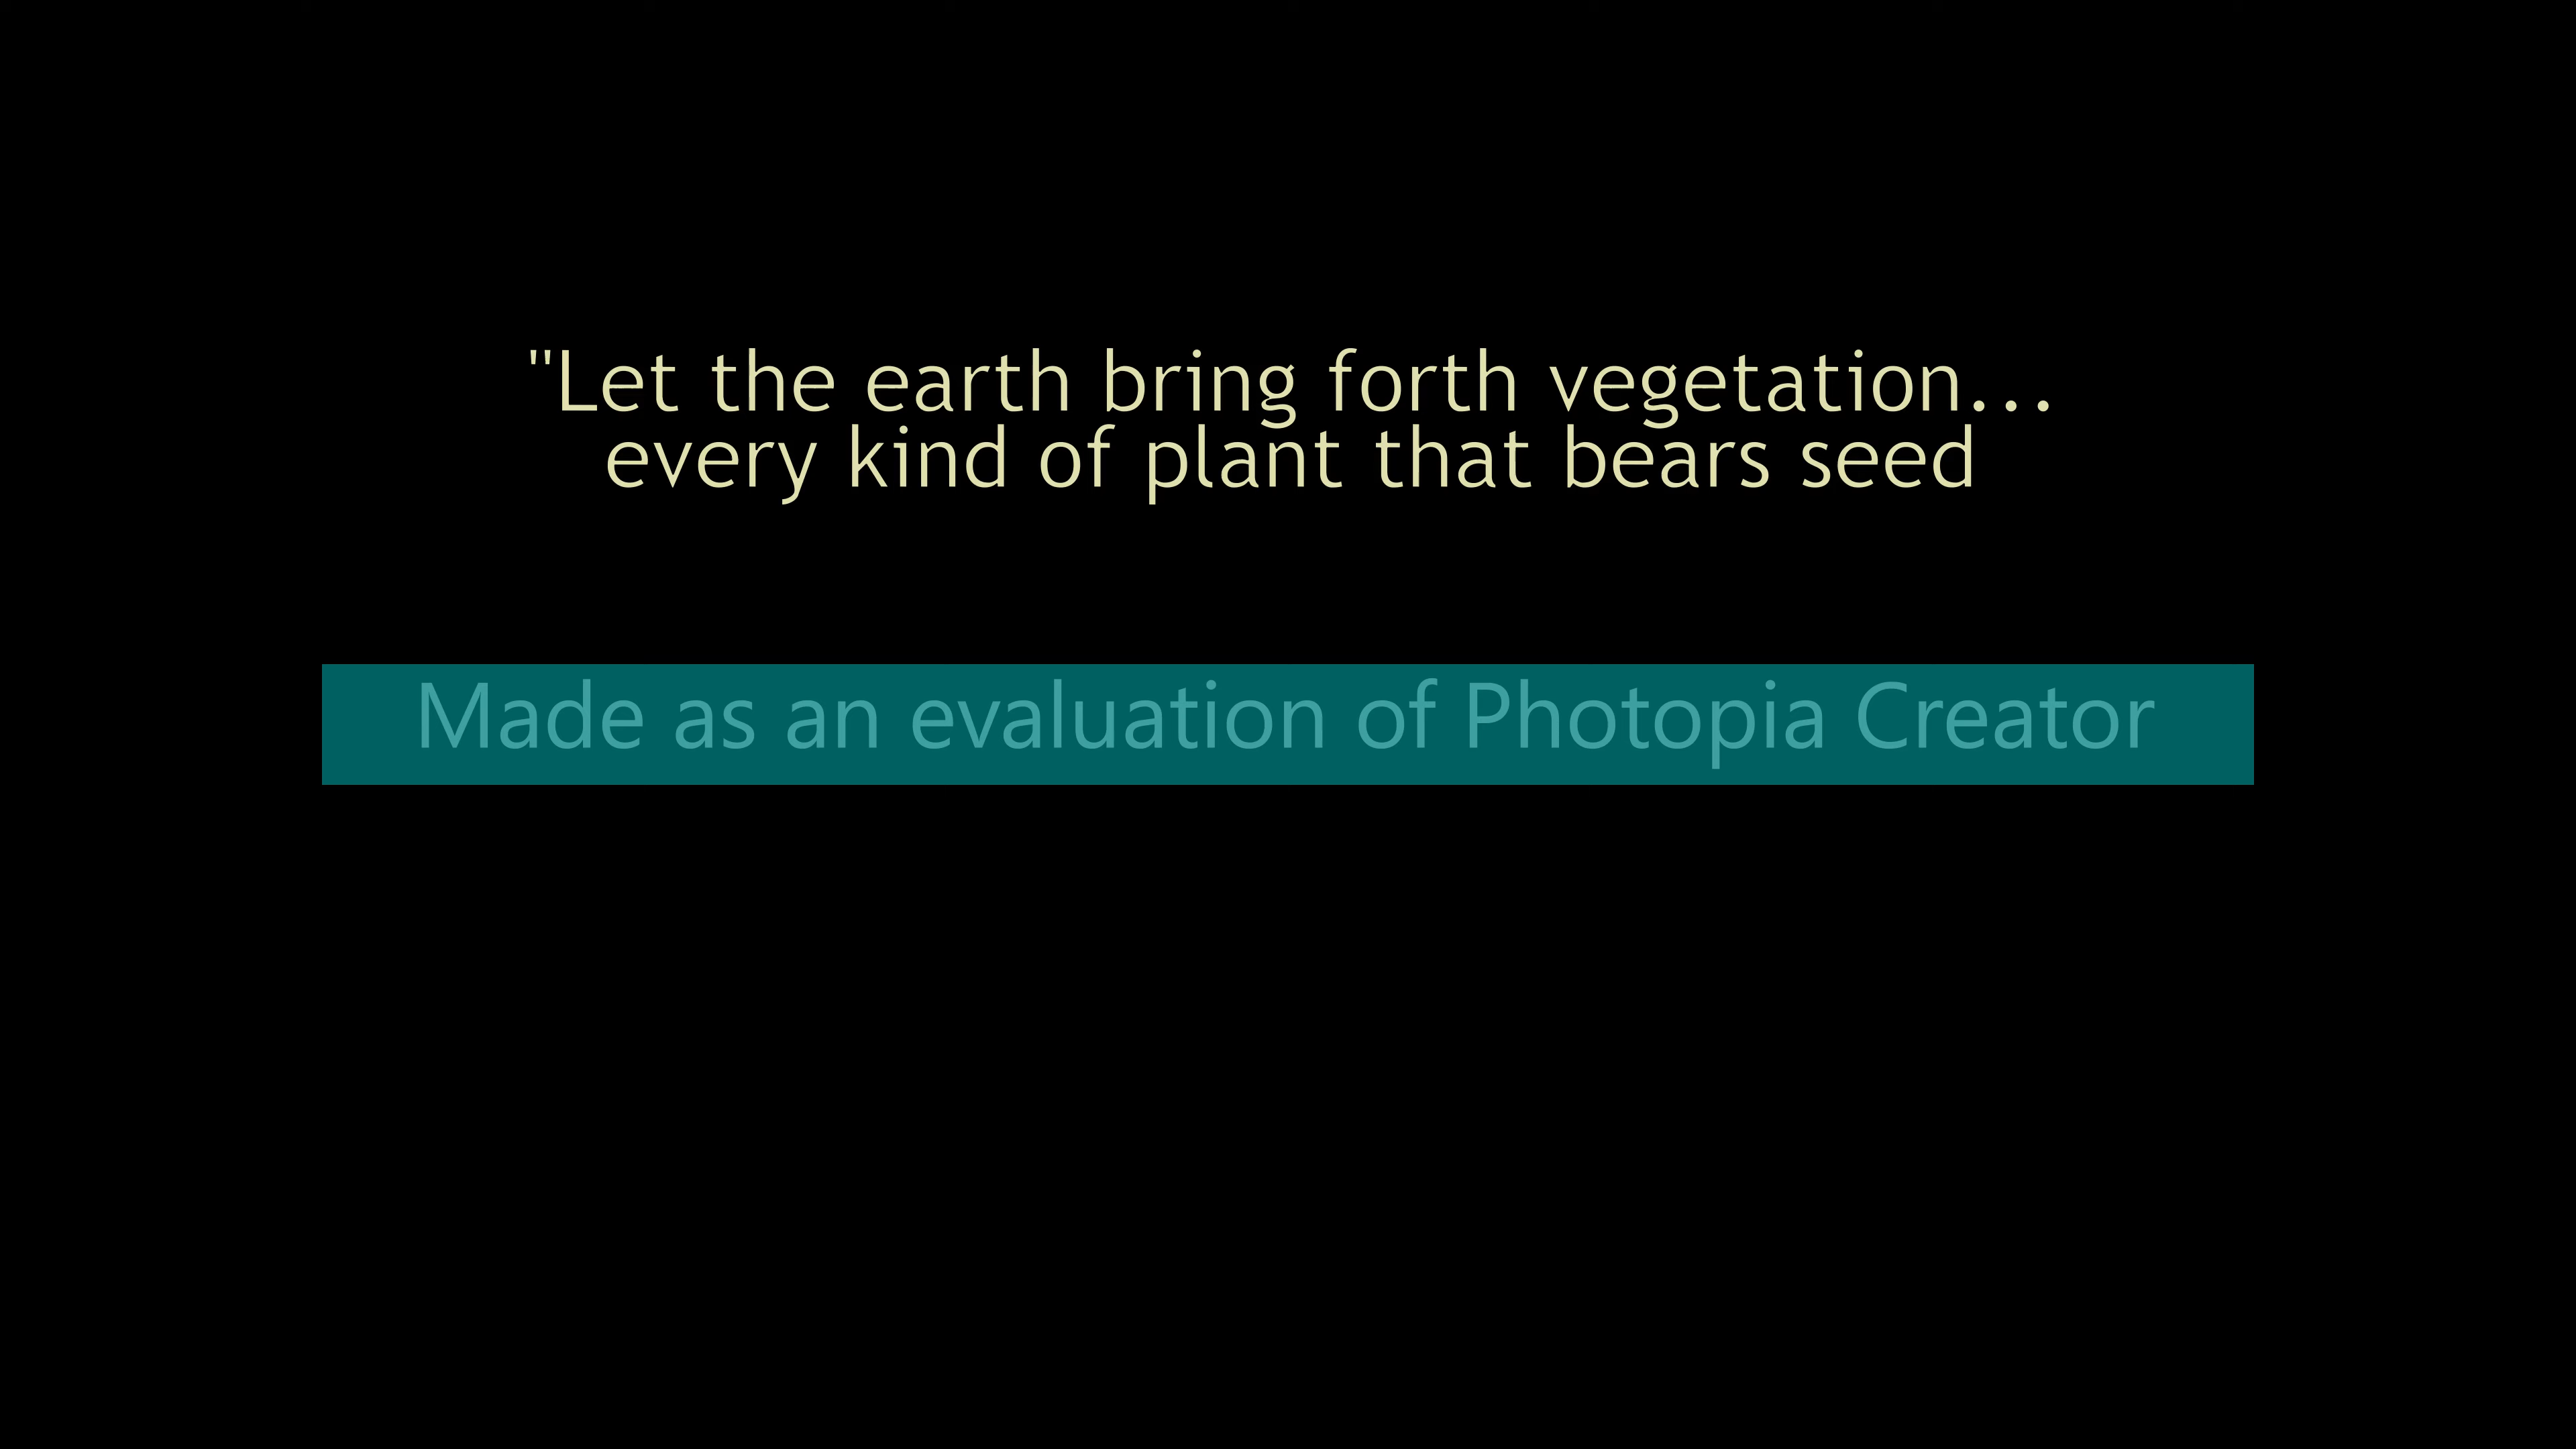 "Let the earth bring forth vegetation...
every kind of plant that bears seed
Made as an evaluation of Photopia Creator